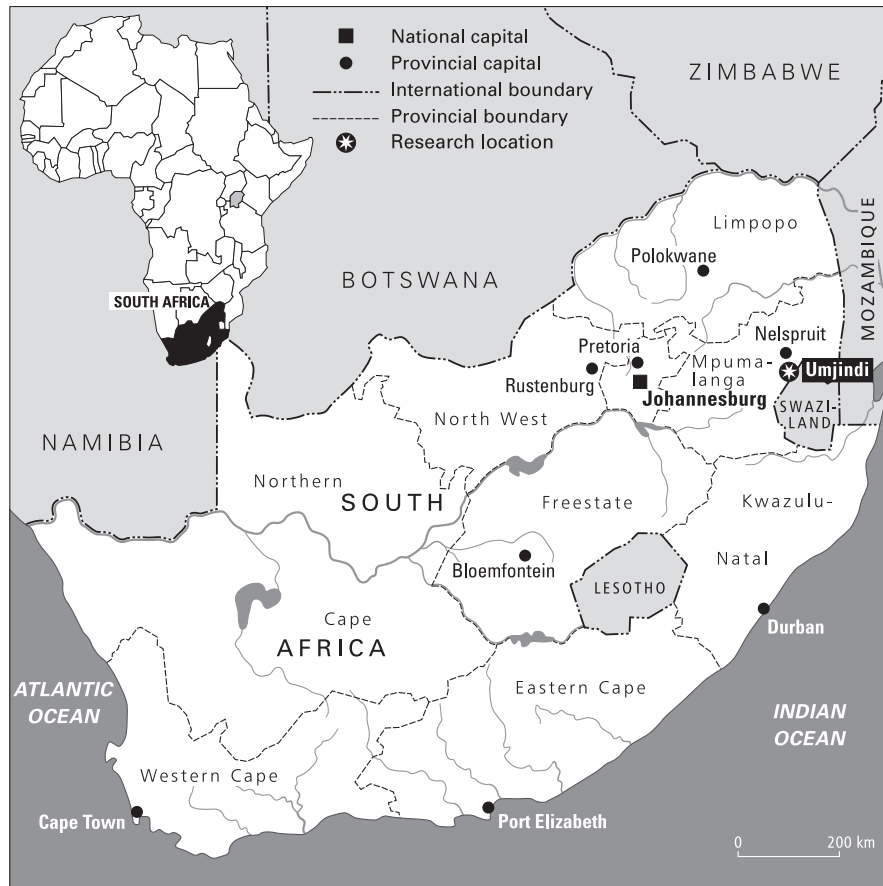 National capital
Provincial capital
International boundary
Provincial boundary
Research location
ZIMBABWE
MOZAMBIQUE
BOTSWANA
NAMIBIA
SOUTH AFRICA
Limpopo
Polokwane
Nelspruit
Pretoria
Mpuma-
langa
Umjindi
Rustenburg
Johannesburg
SWAZI-
LAND
North West
Northern
SOUTH
Freestate
Kwazulu-
Natal
Bloemfontein
LESOTHO
Cape
AFRICA
Durban
Eastern Cape
ATLANTIC
OCEAN
INDIAN
OCEAN
Western Cape
Cape Town
Port Elizabeth
0 200 km